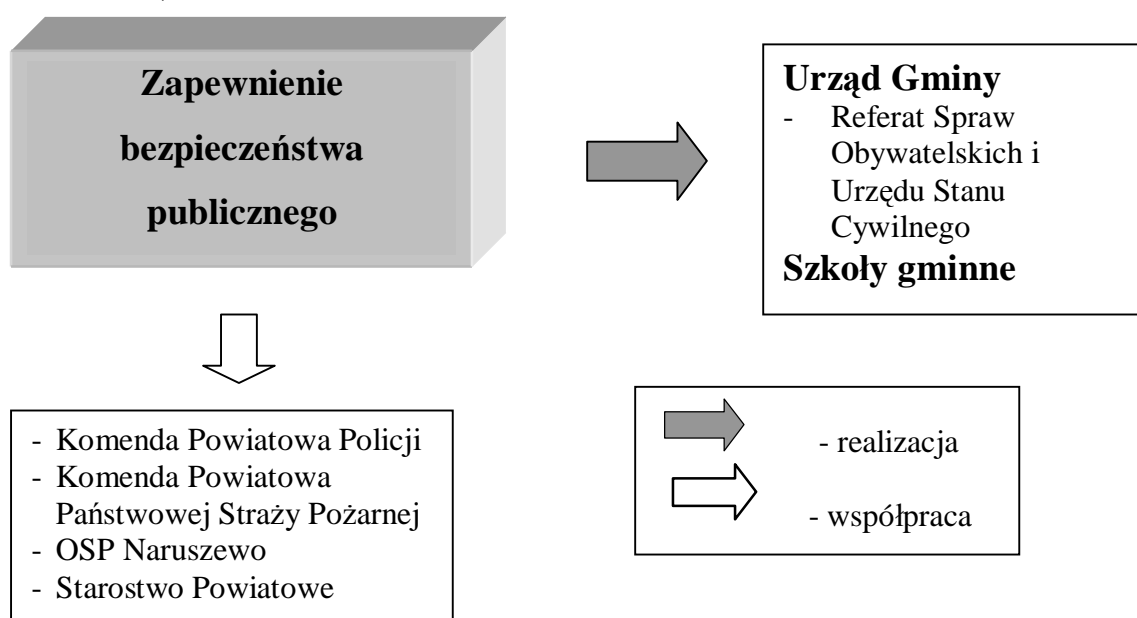 Zapewnienie
bezpieczeństwa
publicznego
Urząd Gminy
- Referat Spraw
Obywatelskich i
Urzędu Stanu
Cywilnego
Szkoły gminne
- Komenda Powiatowa Policji
- Komenda Powiatowa
Państwowej Straży Pożarnej
- OSP Naruszewo
- Starostwo Powiatowe
- realizacja
- współpraca